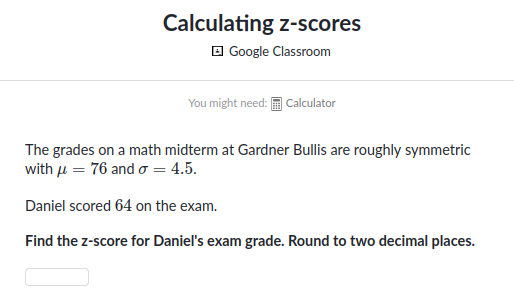 Calculating z-scores
Google Classroom
You might need: Calculator
The grades on a math midterm at Gardner Bullis are roughly symmetric
with μ = 76 and σ = 4.5.
Daniel scored 64 on the exam.
Find the z-score for Daniel's exam grade. Round to two decimal places.